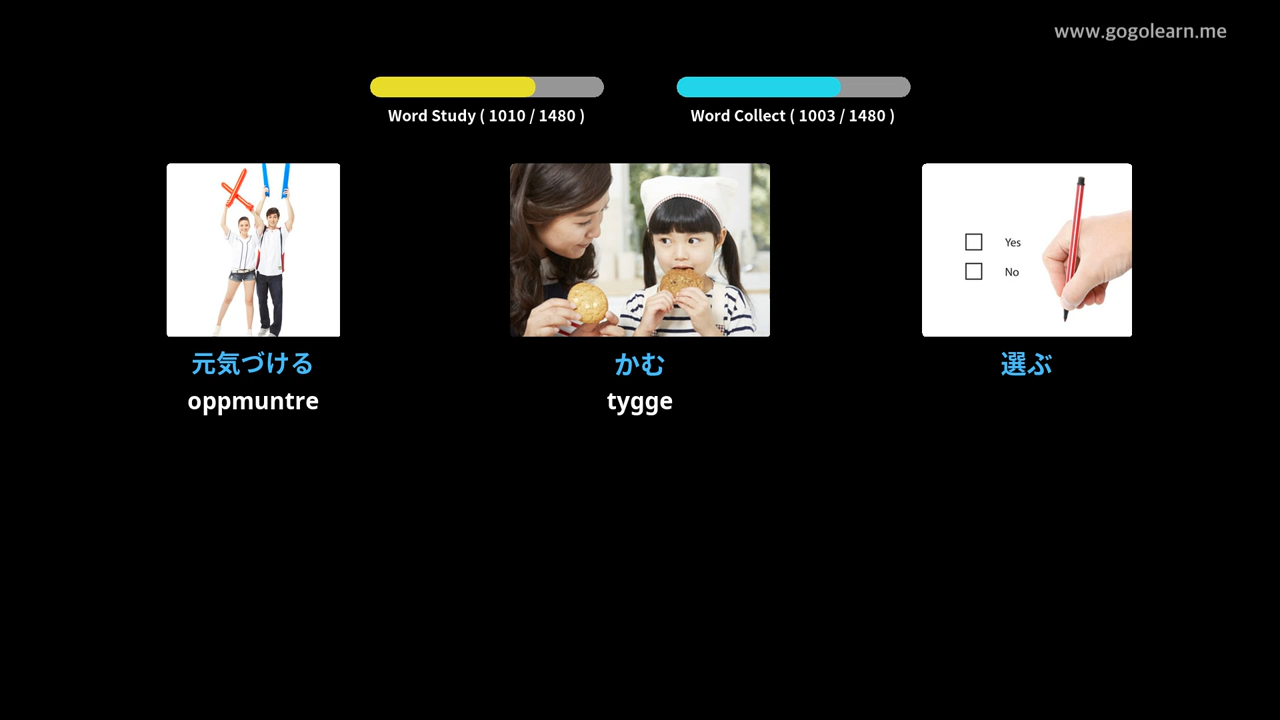 www.gogolearn.me
Word Study ( 1010 / 1480 )
Word Collect ( 1003 / 1480 )
Yes
No
元気づける
かむ
選ぶ
oppmuntre
tygge